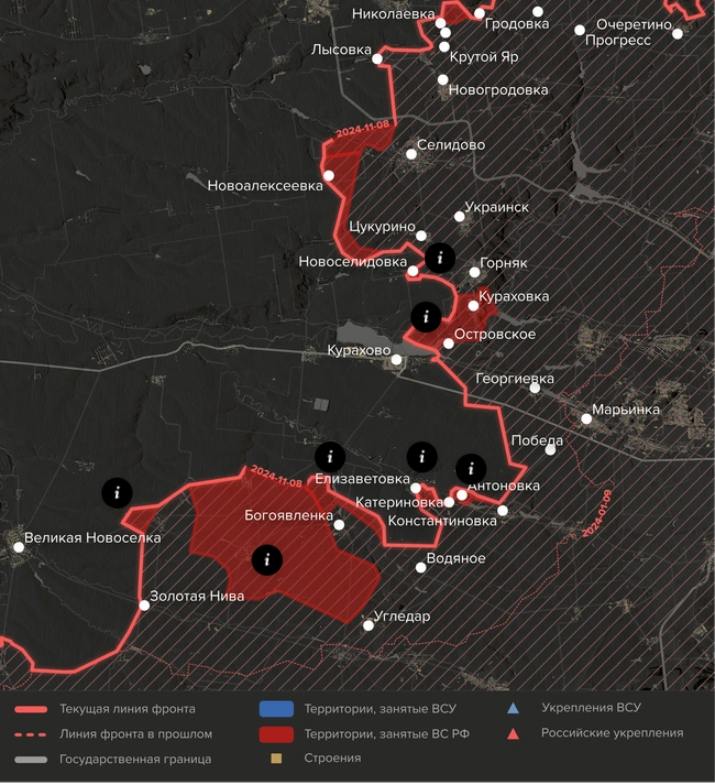 Николаевка
Гродовка
Очеретино
Прогресс
Лысовка
Крутой Яр
Новогродовка
2024-11-08
Селидово
Новоалексеевка
Украинск
Цукурино
i
Новоселидовка
Горняк
Кураховка
i
Островское
Курахово
Георгиевка
Марьинка
Победа
i
i
i
2024-11-08
Елизаветовка
Антоновка
i
Катериновка
2024-01-09
Богоявленка
Константиновка
Великая Новоселка
i
Водяное
Золотая Нива
Угледар
Текущая линия фронта
Территории, занятые ВСУ
Укрепления ВСУ
Линия фронта в прошлом
Территории, занятые ВС РФ
Российские укрепления
Государственная граница
Строения